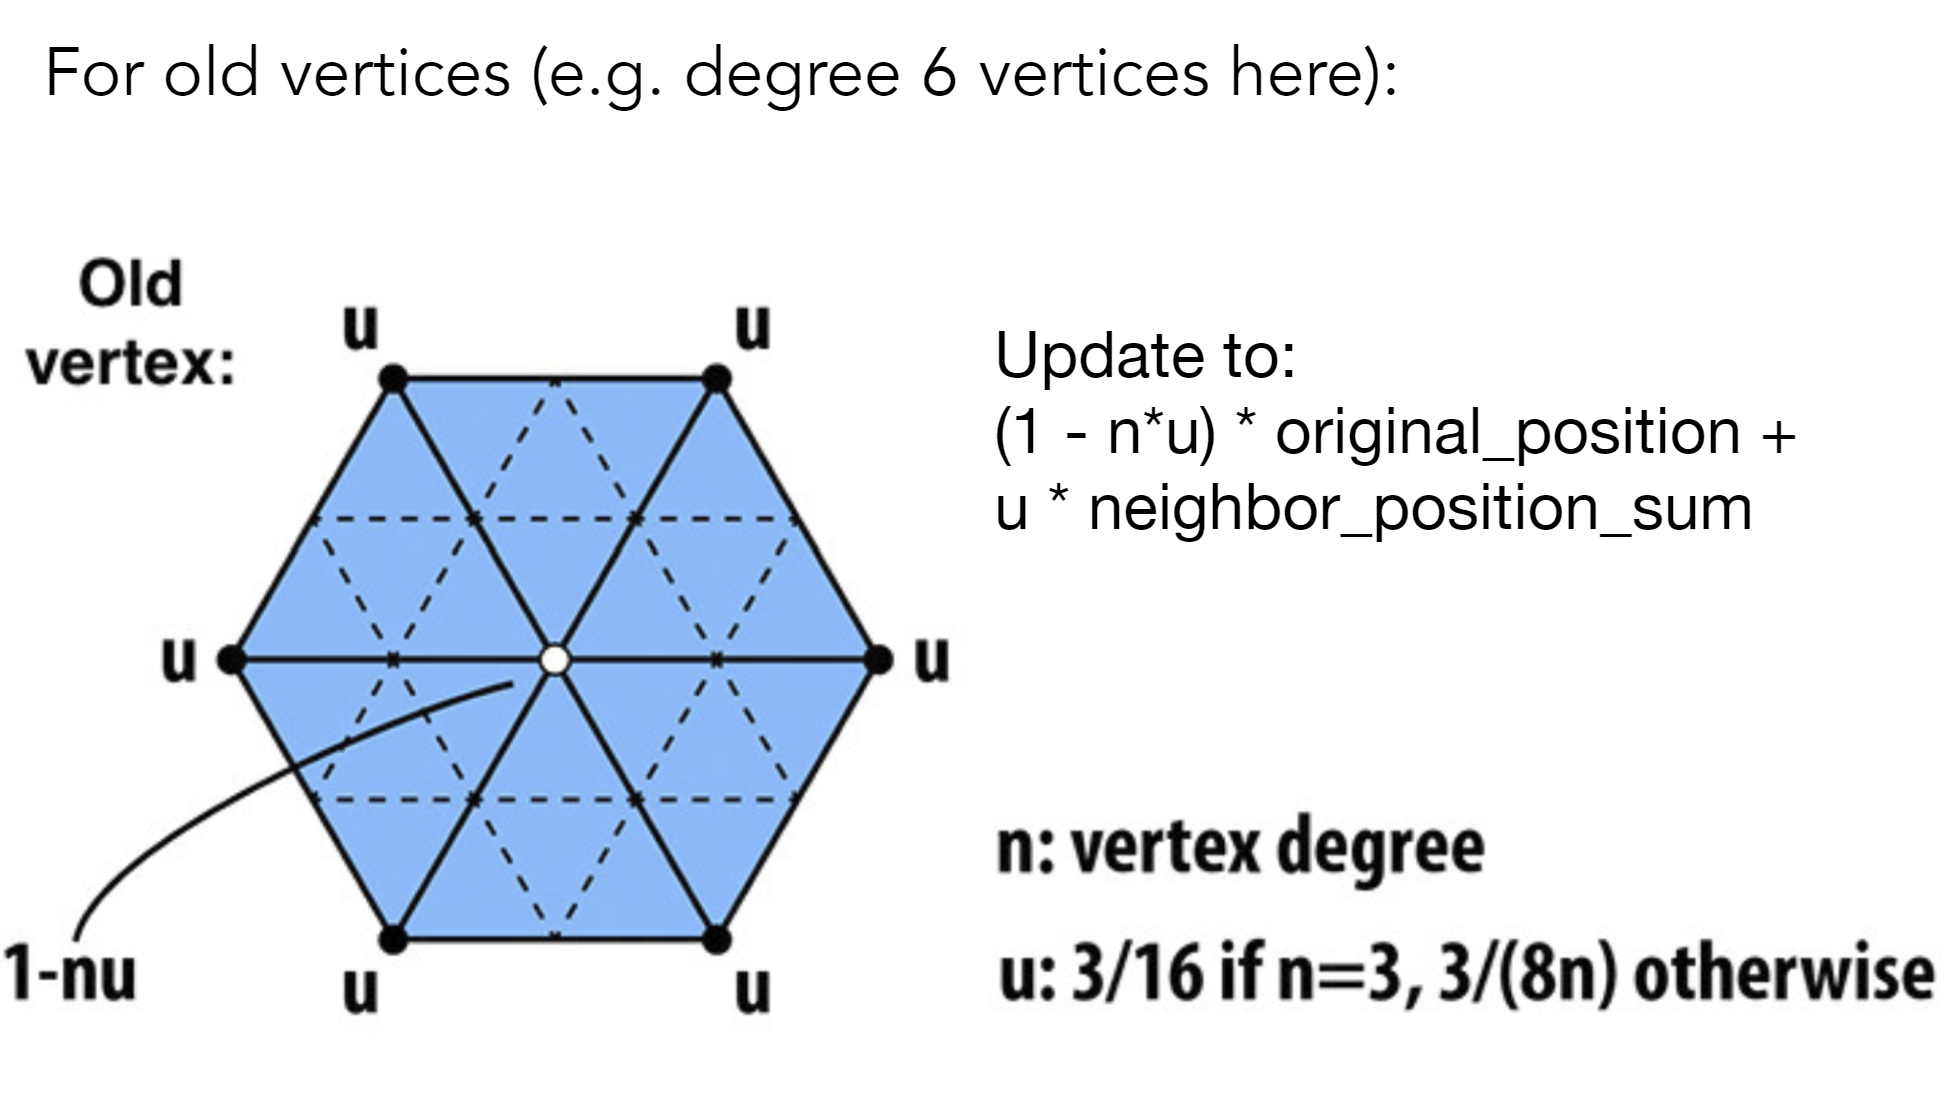 For old vertices (e.g. degree 6 vertices here):
Old
vertex:
u
u
u
u
1-nu
u
u
Update to:
(1 - n*u) * original_position +
u * neighbor_position_sum
n: vertex degree
u: 3/16 if n=3, 3/(8n) otherwise